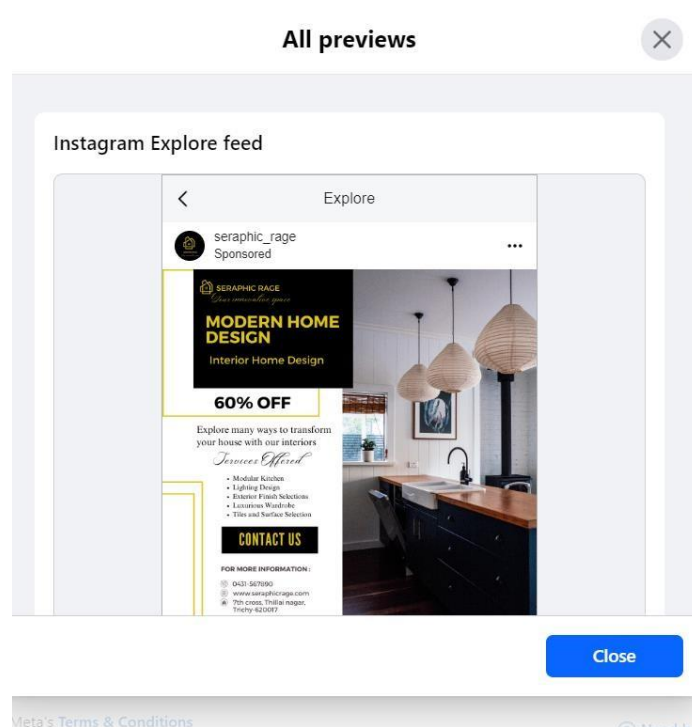 All previews
Instagram Explore feed
Explore
seraphic_rage
Sponsored
SERAPHIC RAGE
MODERN HOME
DESIGN
Interior Home Design
60% OFF
Explore many ways to transform
your house with our interiors
Services Offered
• Modular Kitchen
• Lighting Design
• Exterior Finish Selections
• Luxurious Wardrobe
• Tiles and Surface Selection
CONTACT US
FOR MORE INFORMATION :
0431-567890
www.seraphicrage.com
7th cross, Thillai nagar,
Trichy-620017
Close
Meta's Terms & Conditions